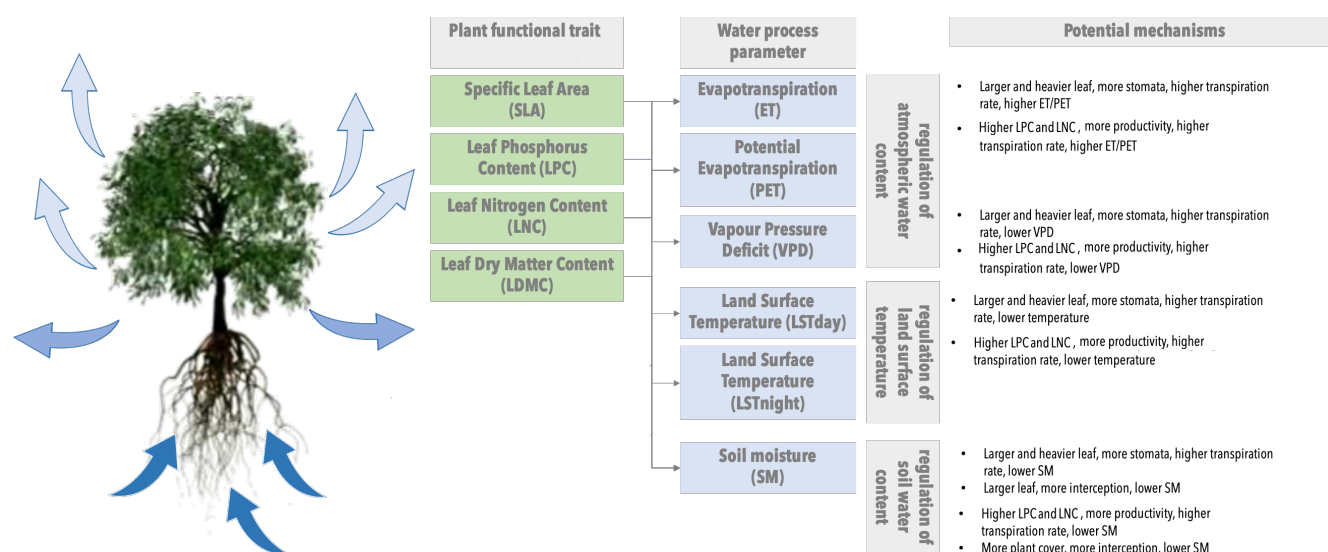 Plant functional trait
Water process
parameter
Potential mechanisms
Specific Leaf Area
(SLA)
Leaf Phosphorus
Content (LPC)
Leaf Nitrogen Content
(LNC)
Leaf Dry Matter Content
(LDMC)
Evapotranspiration
(ET)
Potential
Evapotranspiration
(PET)
Vapour Pressure
Deficit (VPD)
Land Surface
Temperature (LSTday)
Land Surface
Temperature
(LSTnight)
Soil moisture
(SM)
regulation of
atmospheric water
content
regulation of
land surface
temperature
regulation of
soil water
content
• Larger and heavier leaf, more stomata, higher transpiration
rate, higher ET/PET
• Higher LPC and LNC , more productivity, higher
transpiration rate, higher ET/PET
• Larger and heavier leaf, more stomata, higher transpiration
rate, lower VPD
• Higher LPC and LNC , more productivity, higher
transpiration rate, lower VPD
• Larger and heavier leaf, more stomata, higher transpiration
rate, lower temperature
• Higher LPC and LNC , more productivity, higher
transpiration rate, lower temperature
• Larger and heavier leaf, more stomata, higher transpiration
rate, lower SM
• Larger leaf, more interception, lower SM
• Higher LPC and LNC , more productivity, higher
transpiration rate, lower SM
• More plant cover, more interception, lower SM